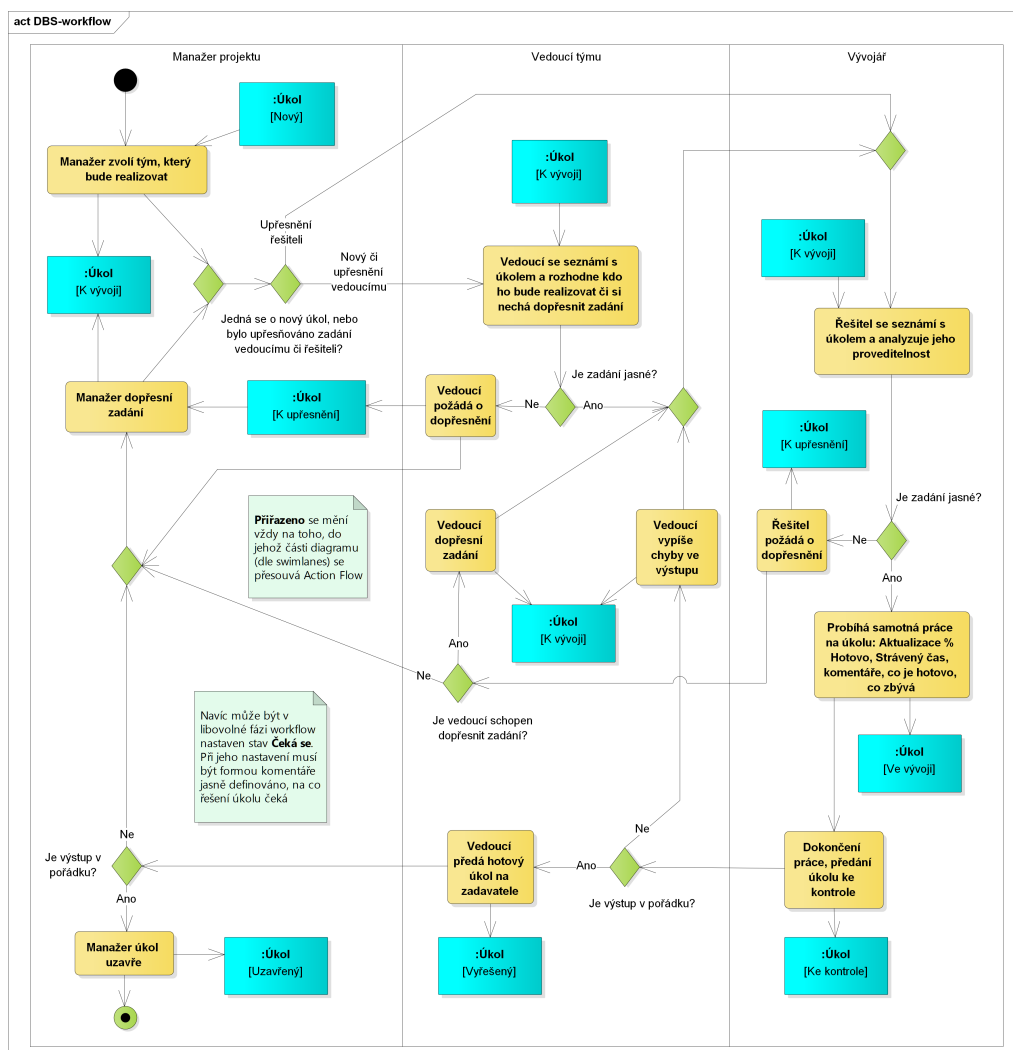 act DBS-workflow
Manažer projektu
Vedoucí týmu
Vývojář
:Úkol
[Nový]
Manažer zvolí tým, který
bude realizovat
:Úkol
[K vývoji]
:Úkol
[K vývoji]
Upřesnění
řešiteli
Nový či
upřesnění
vedoucímu
Vedoucí se seznámí s
úkolem a rozhodne kdo
ho bude realizovat či si
nechá dopřesnit zadání
:Úkol
[K vývoji]
Jedná se o nový úkol, nebo
bylo upřesňováno zadání
vedoucímu či řešiteli?
Řešitel se seznámí s
úkolem a analyzuje jeho
proveditelnost
Je zadání jasné?
Manažer dopřesní
zadání
:Úkol
[K upřesnění]
Vedoucí
požádá o
dopřesnění
Ne
Ano
:Úkol
[K upřesnění]
Je zadání jasné?
Přiřazeno se mění
vždy na toho, do
jehož části diagramu
(dle swimlanes) se
přesouvá Action Flow
Vedoucí
dopřesní
zadání
Vedoucí
vypíše
chyby ve
výstupu
Řešitel
požádá o
dopřesnění
Ne
Ano
:Úkol
[K vývoji]
Ano
Ne
Probíhá samotná práce
na úkolu: Aktualizace %
Hotovo, Strávený čas,
komentáře, co je hotovo,
co zbývá
Je vedoucí schopen
dopřesnit zadání?
Navíc může být v
libovolné fázi workflow
nastaven stav Čeká se.
Při jeho nastavení musí
být formou komentáře
jasně definováno, na co
řešení úkolu čeká
:Úkol
[Ve vývoji]
Ne
Ne
Je výstup v
pořádku?
Vedoucí
předá hotový
úkol na
zadavatele
Ano
Je výstup v pořádku?
Dokončení
práce, předání
úkolu ke
kontrole
Ano
Manažer úkol
uzavře
:Úkol
[Uzavřený]
:Úkol
[Vyřešený]
:Úkol
[Ke kontrole]